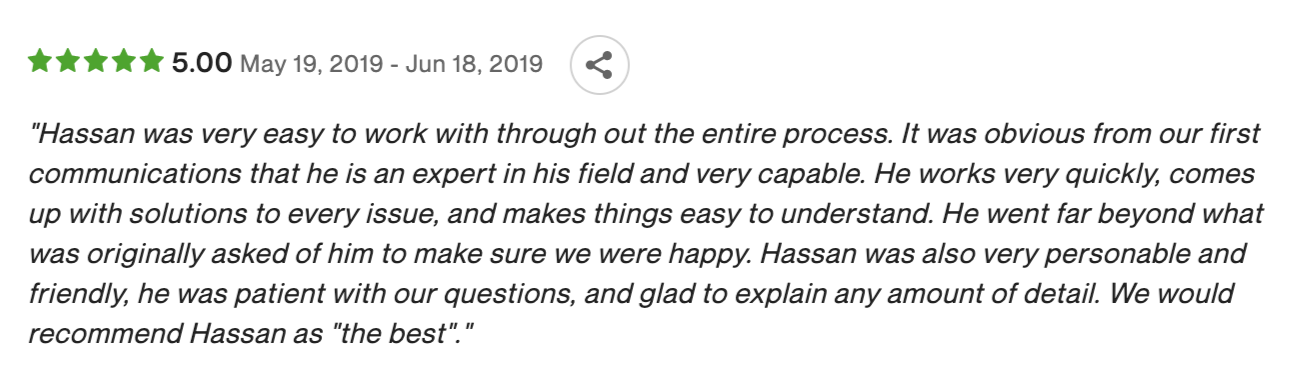 5.00 May 19, 2019 - Jun 18, 2019
"Hassan was very easy to work with through out the entire process. It was obvious from our first
communications that he is an expert in his field and very capable. He works very quickly, comes
up with solutions to every issue, and makes things easy to understand. He went far beyond what
was originally asked of him to make sure we were happy. Hassan was also very personable and
friendly, he was patient with our questions, and glad to explain any amount of detail. We would
recommend Hassan as "the best"."